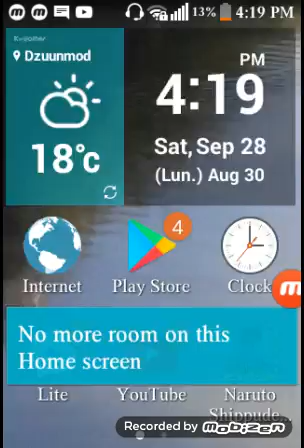 13% 4:19 PM
Dzuunmod
18°c
PM
4:19
Sat, Sep 28
(Lun.) Aug 30
4
Internet Play Store Clock
No more room on this
Home screen
Lite YouTube Naruto
Shippude..
Recorded by mobizen